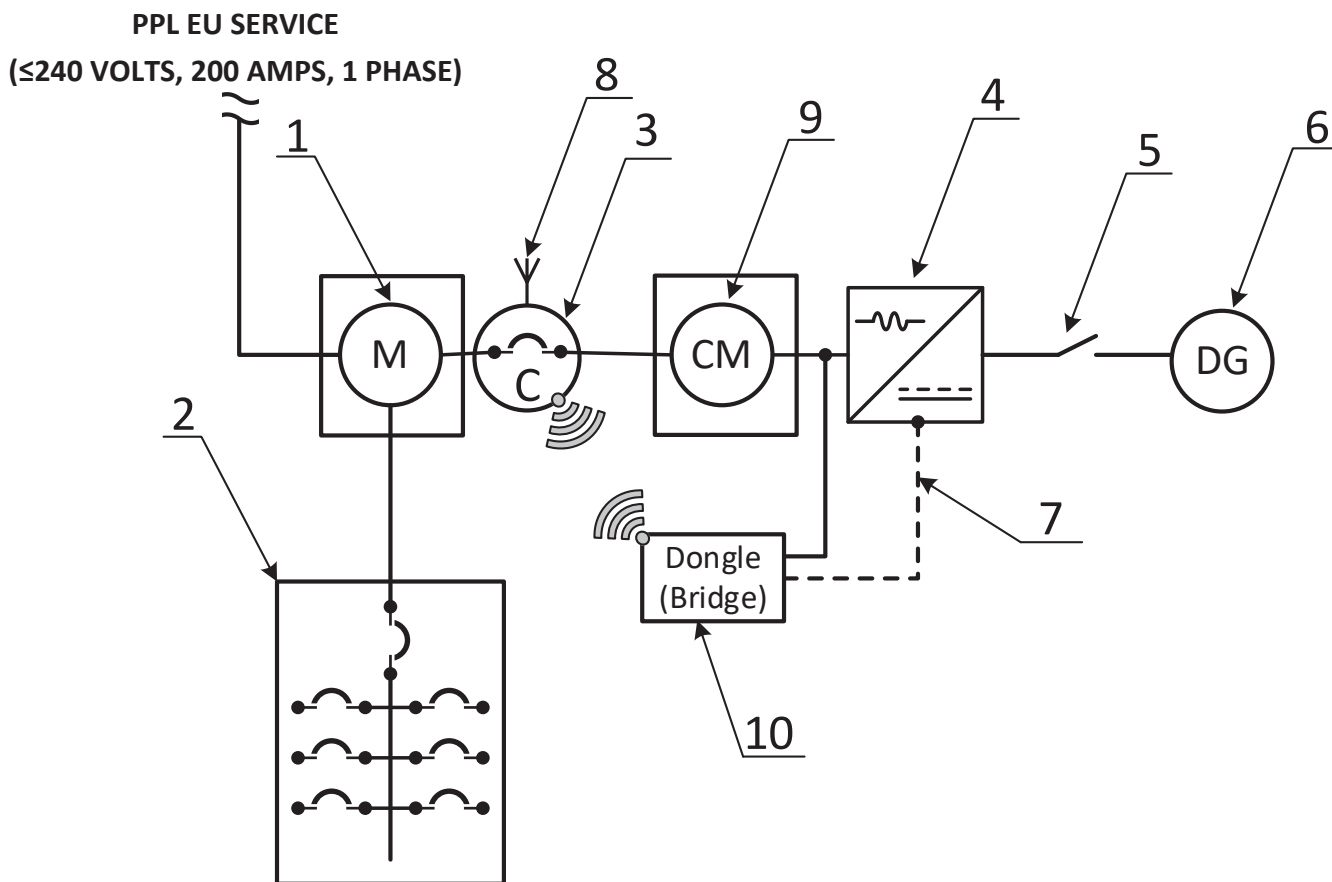 PPL EU SERVICE
(≤240 VOLTS, 200 AMPS, 1 PHASE)
8
4
1
3
9
5
6
M
C
CM
DG
2
7
Dongle
(Bridge)
10